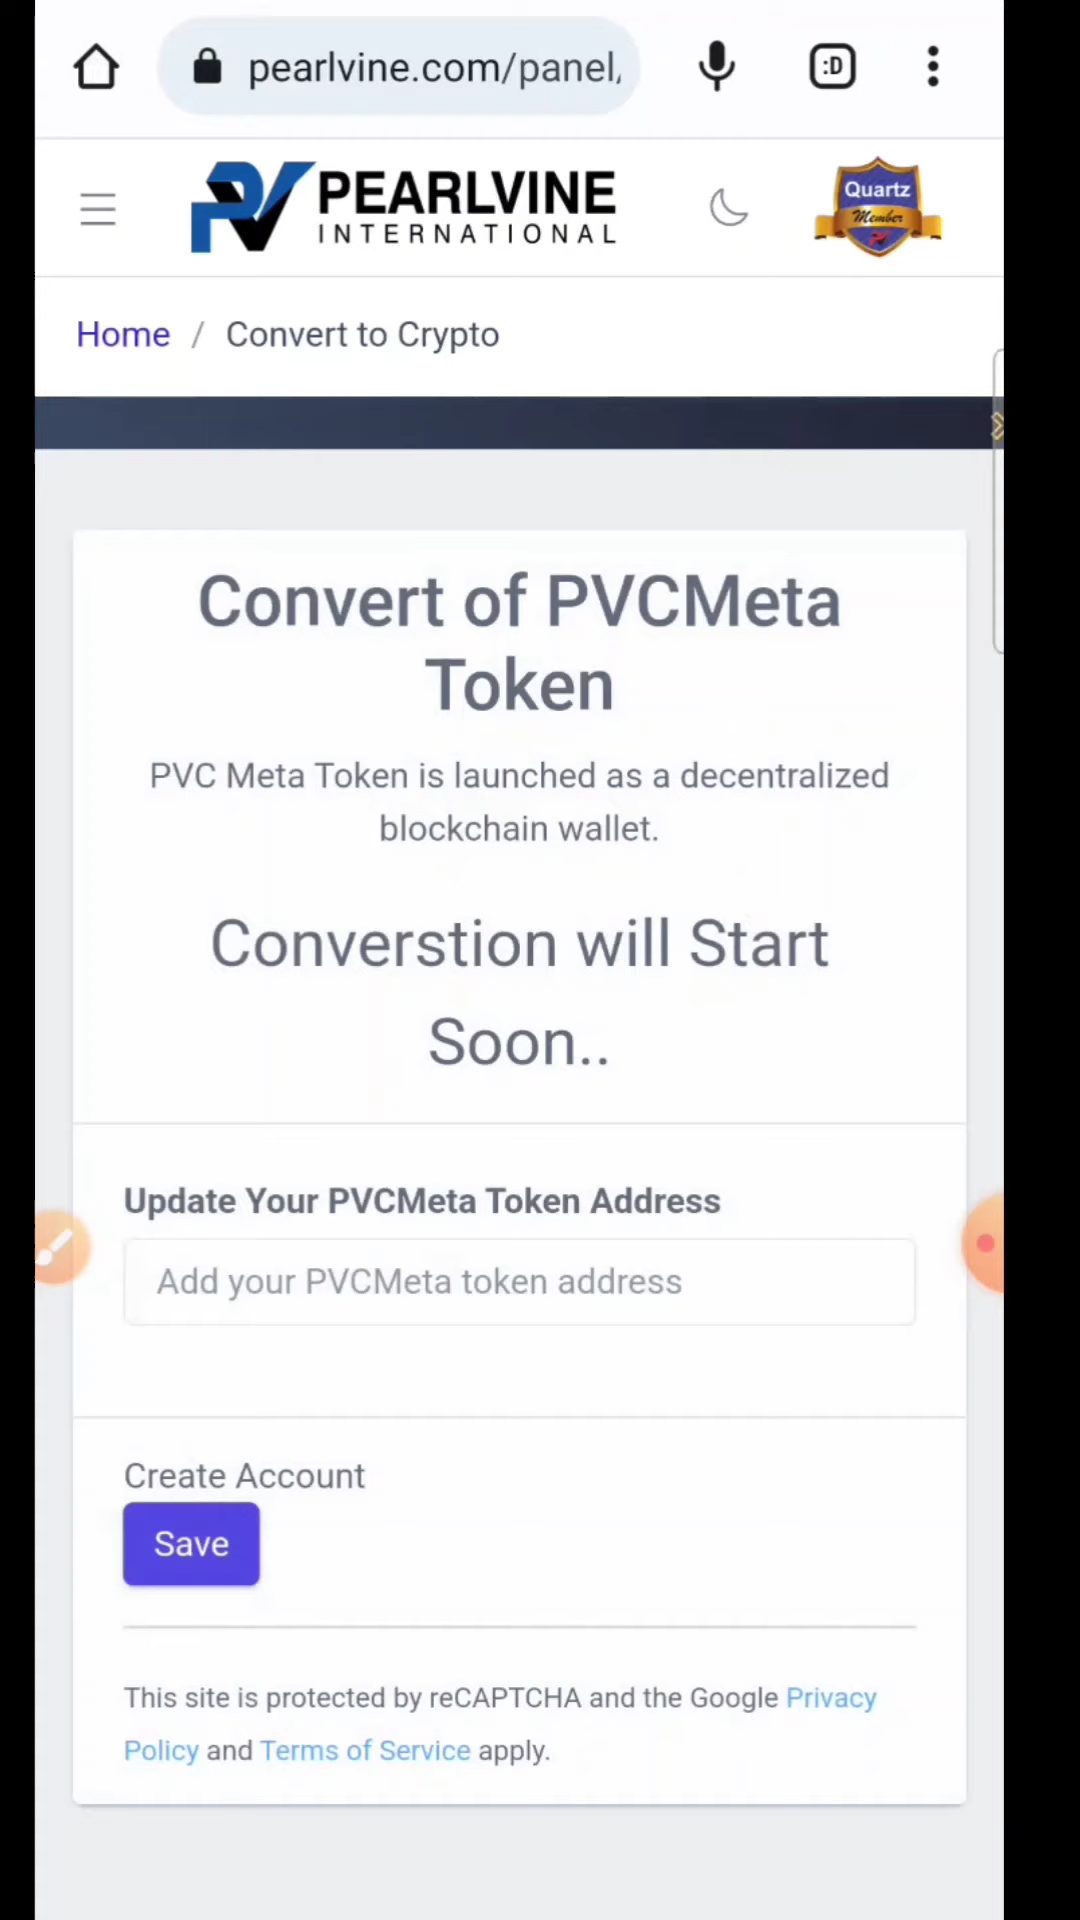 pearlvine.com/panel
:D
PEARLVINE
INTERNATIONAL
Quartz
Member
Home / Convert to Crypto
Convert of PVCMeta
Token
PVC Meta Token is launched as a decentralized
blockchain wallet.
Converstion will Start
Soon..
Update Your PVCMeta Token Address
Add your PVCMeta token address
Create Account
Save
This site is protected by reCAPTCHA and the Google Privacy
Policy and Terms of Service apply.